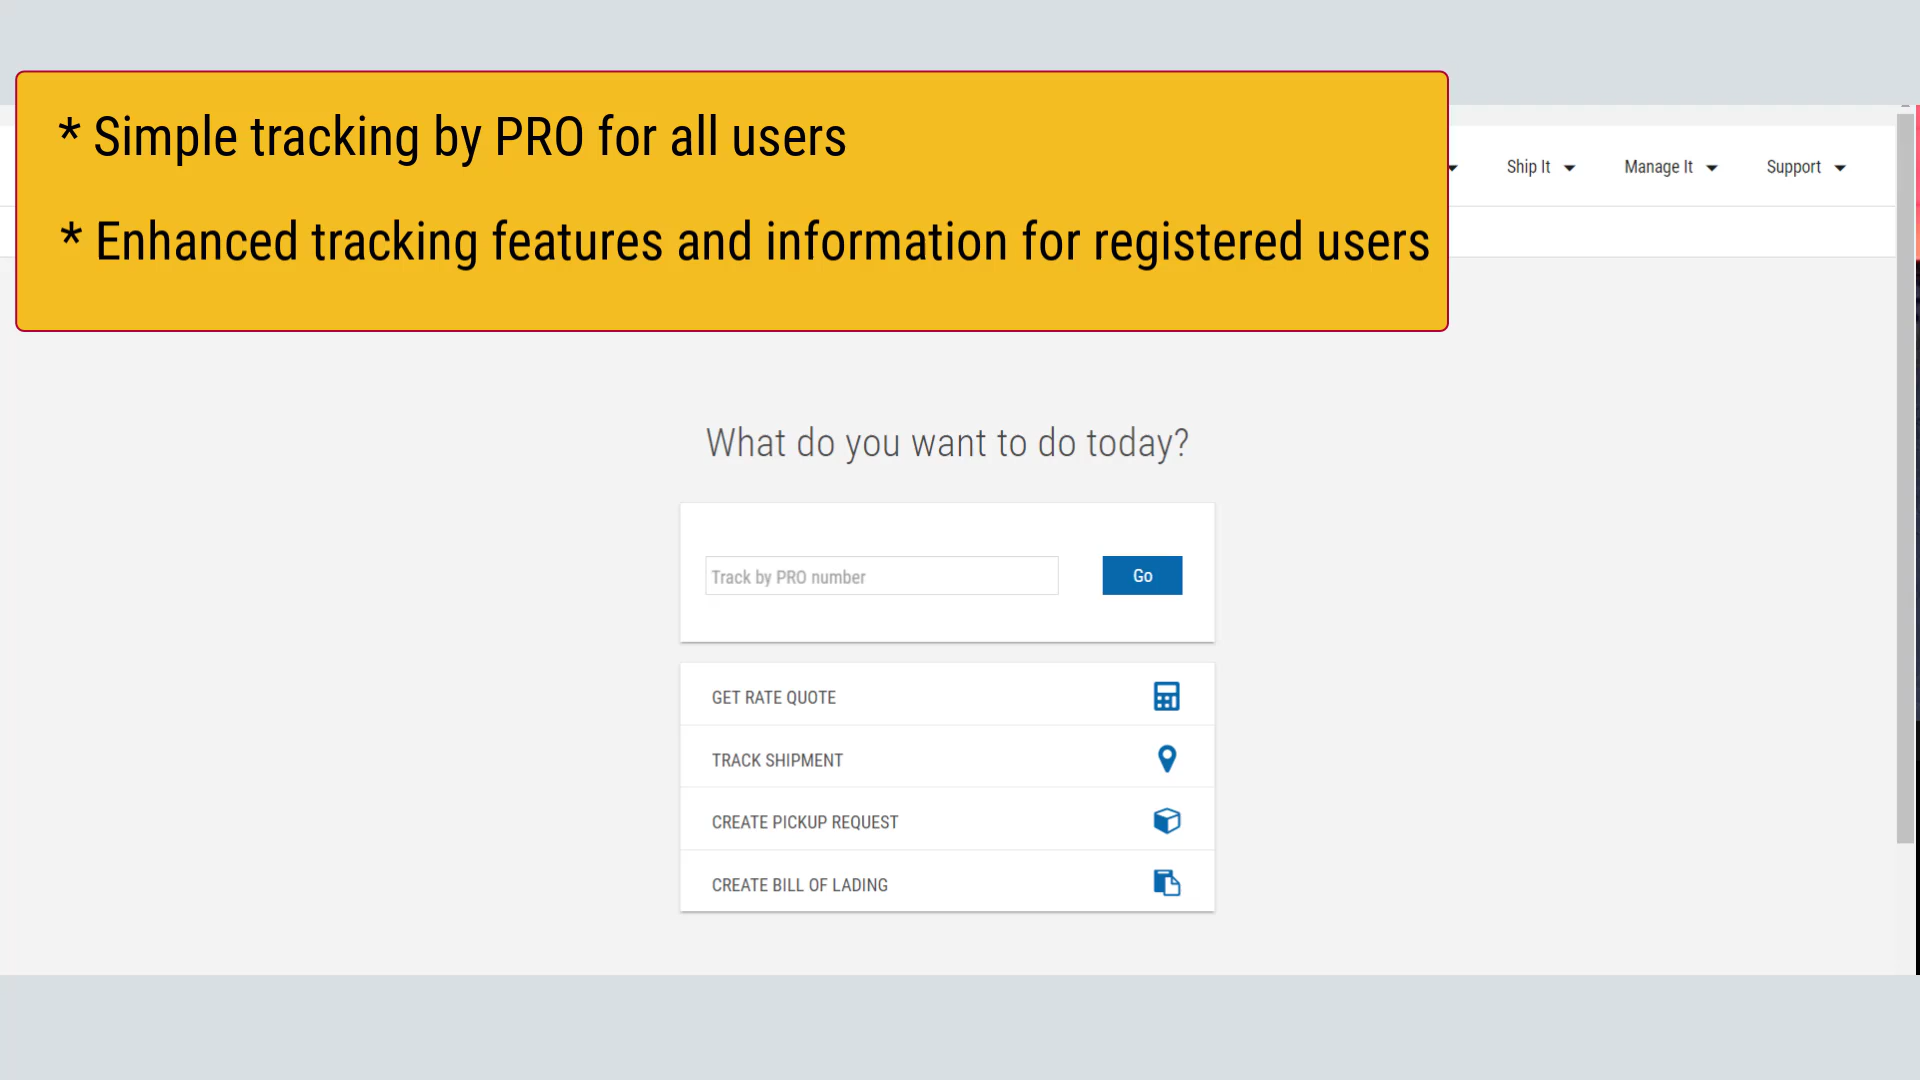 * Simple tracking by PRO for all users
* Enhanced tracking features and information for registered users
Ship It
Manage It
Support
What do you want to do today?
Track by PRO number
Go
GET RATE QUOTE
TRACK SHIPMENT
CREATE PICKUP REQUEST
CREATE BILL OF LADING